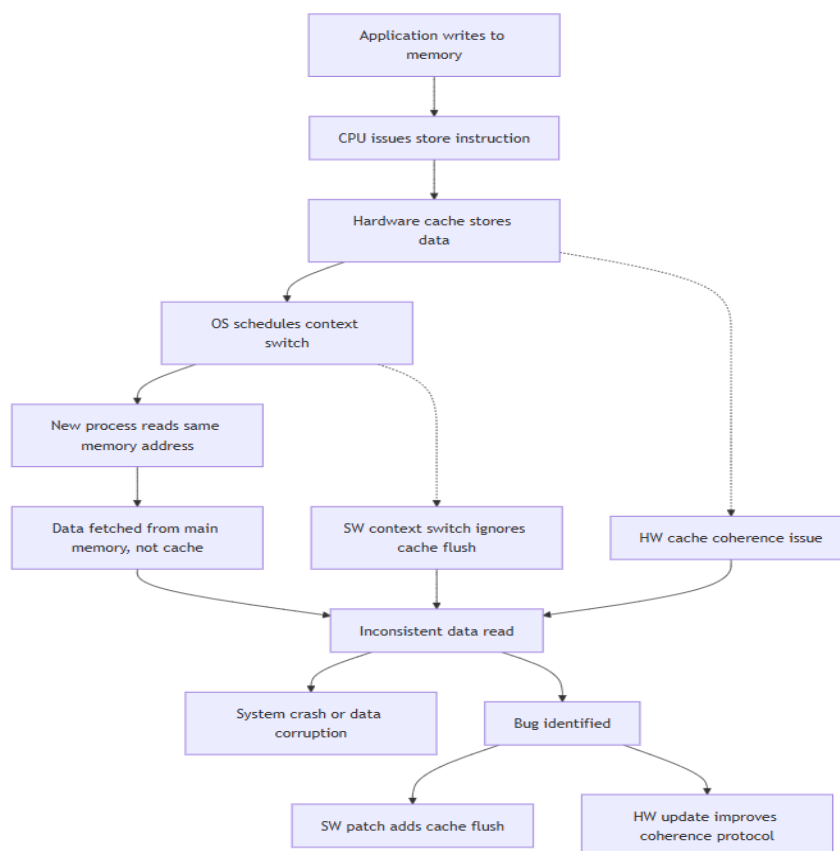 Application writes to
memory
CPU issues store instruction
Hardware cache stores
data
OS schedules context
switch
New process reads same
memory address
Data fetched from main
memory, not cache
SW context switch ignores
cache flush
HW cache coherence issue
Inconsistent data read
System crash or data
corruption
Bug identified
SW patch adds cache flush
HW update improves
coherence protocol